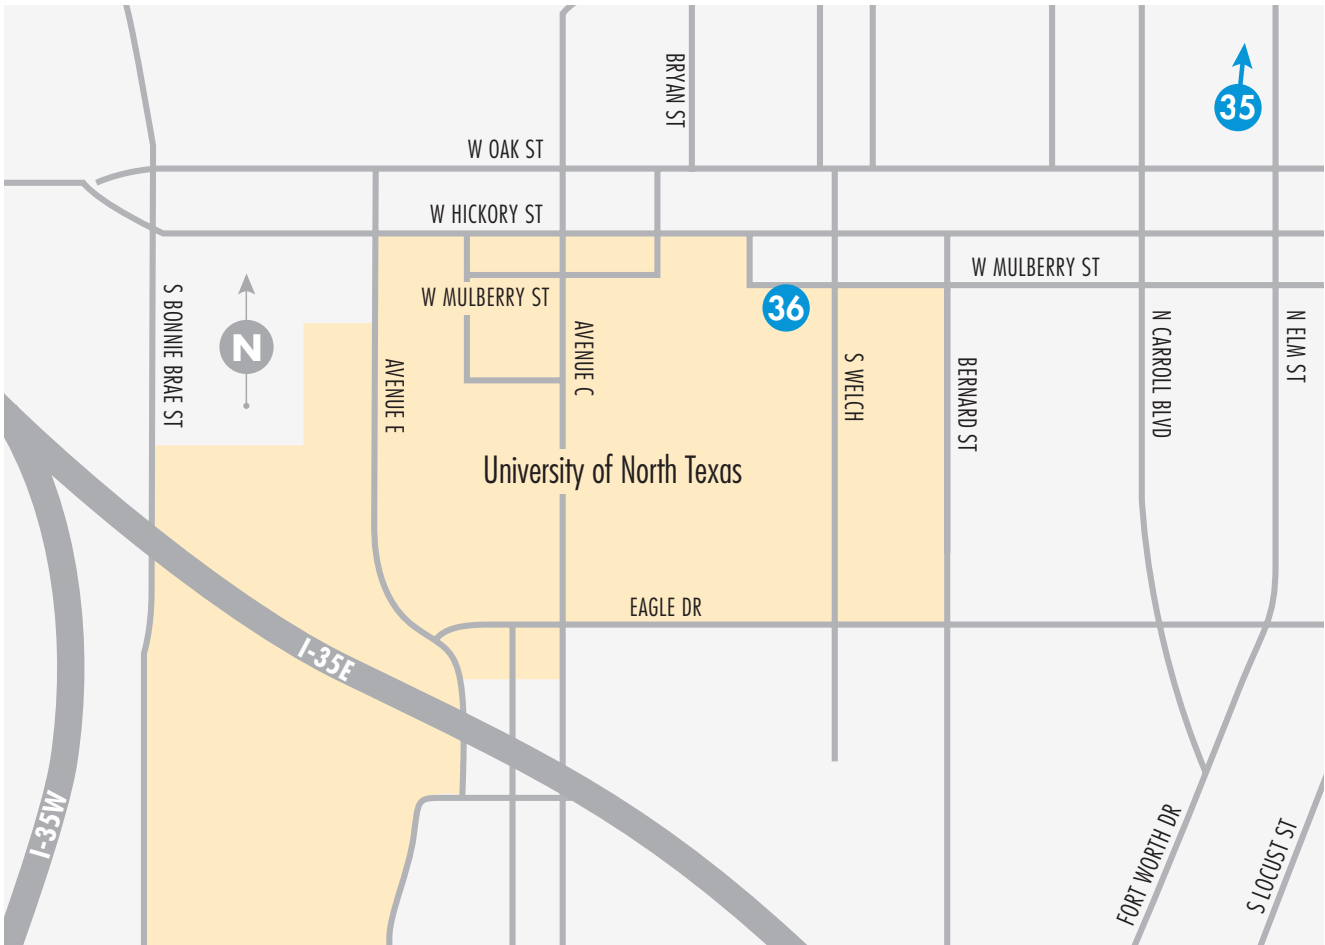 BRYAN ST
35
W OAK ST
W HICKORY ST
W MULBERRY ST
W MULBERRY ST
36
S BONNIE BRAE ST
N
AVENUE E
AVENUE C
S WELCH
BERNARD ST
N CARROLL BLVD
N ELM ST
University of North Texas
EAGLE DR
I-35E
I-35W
FORT WORTH DR
S LOCUST ST